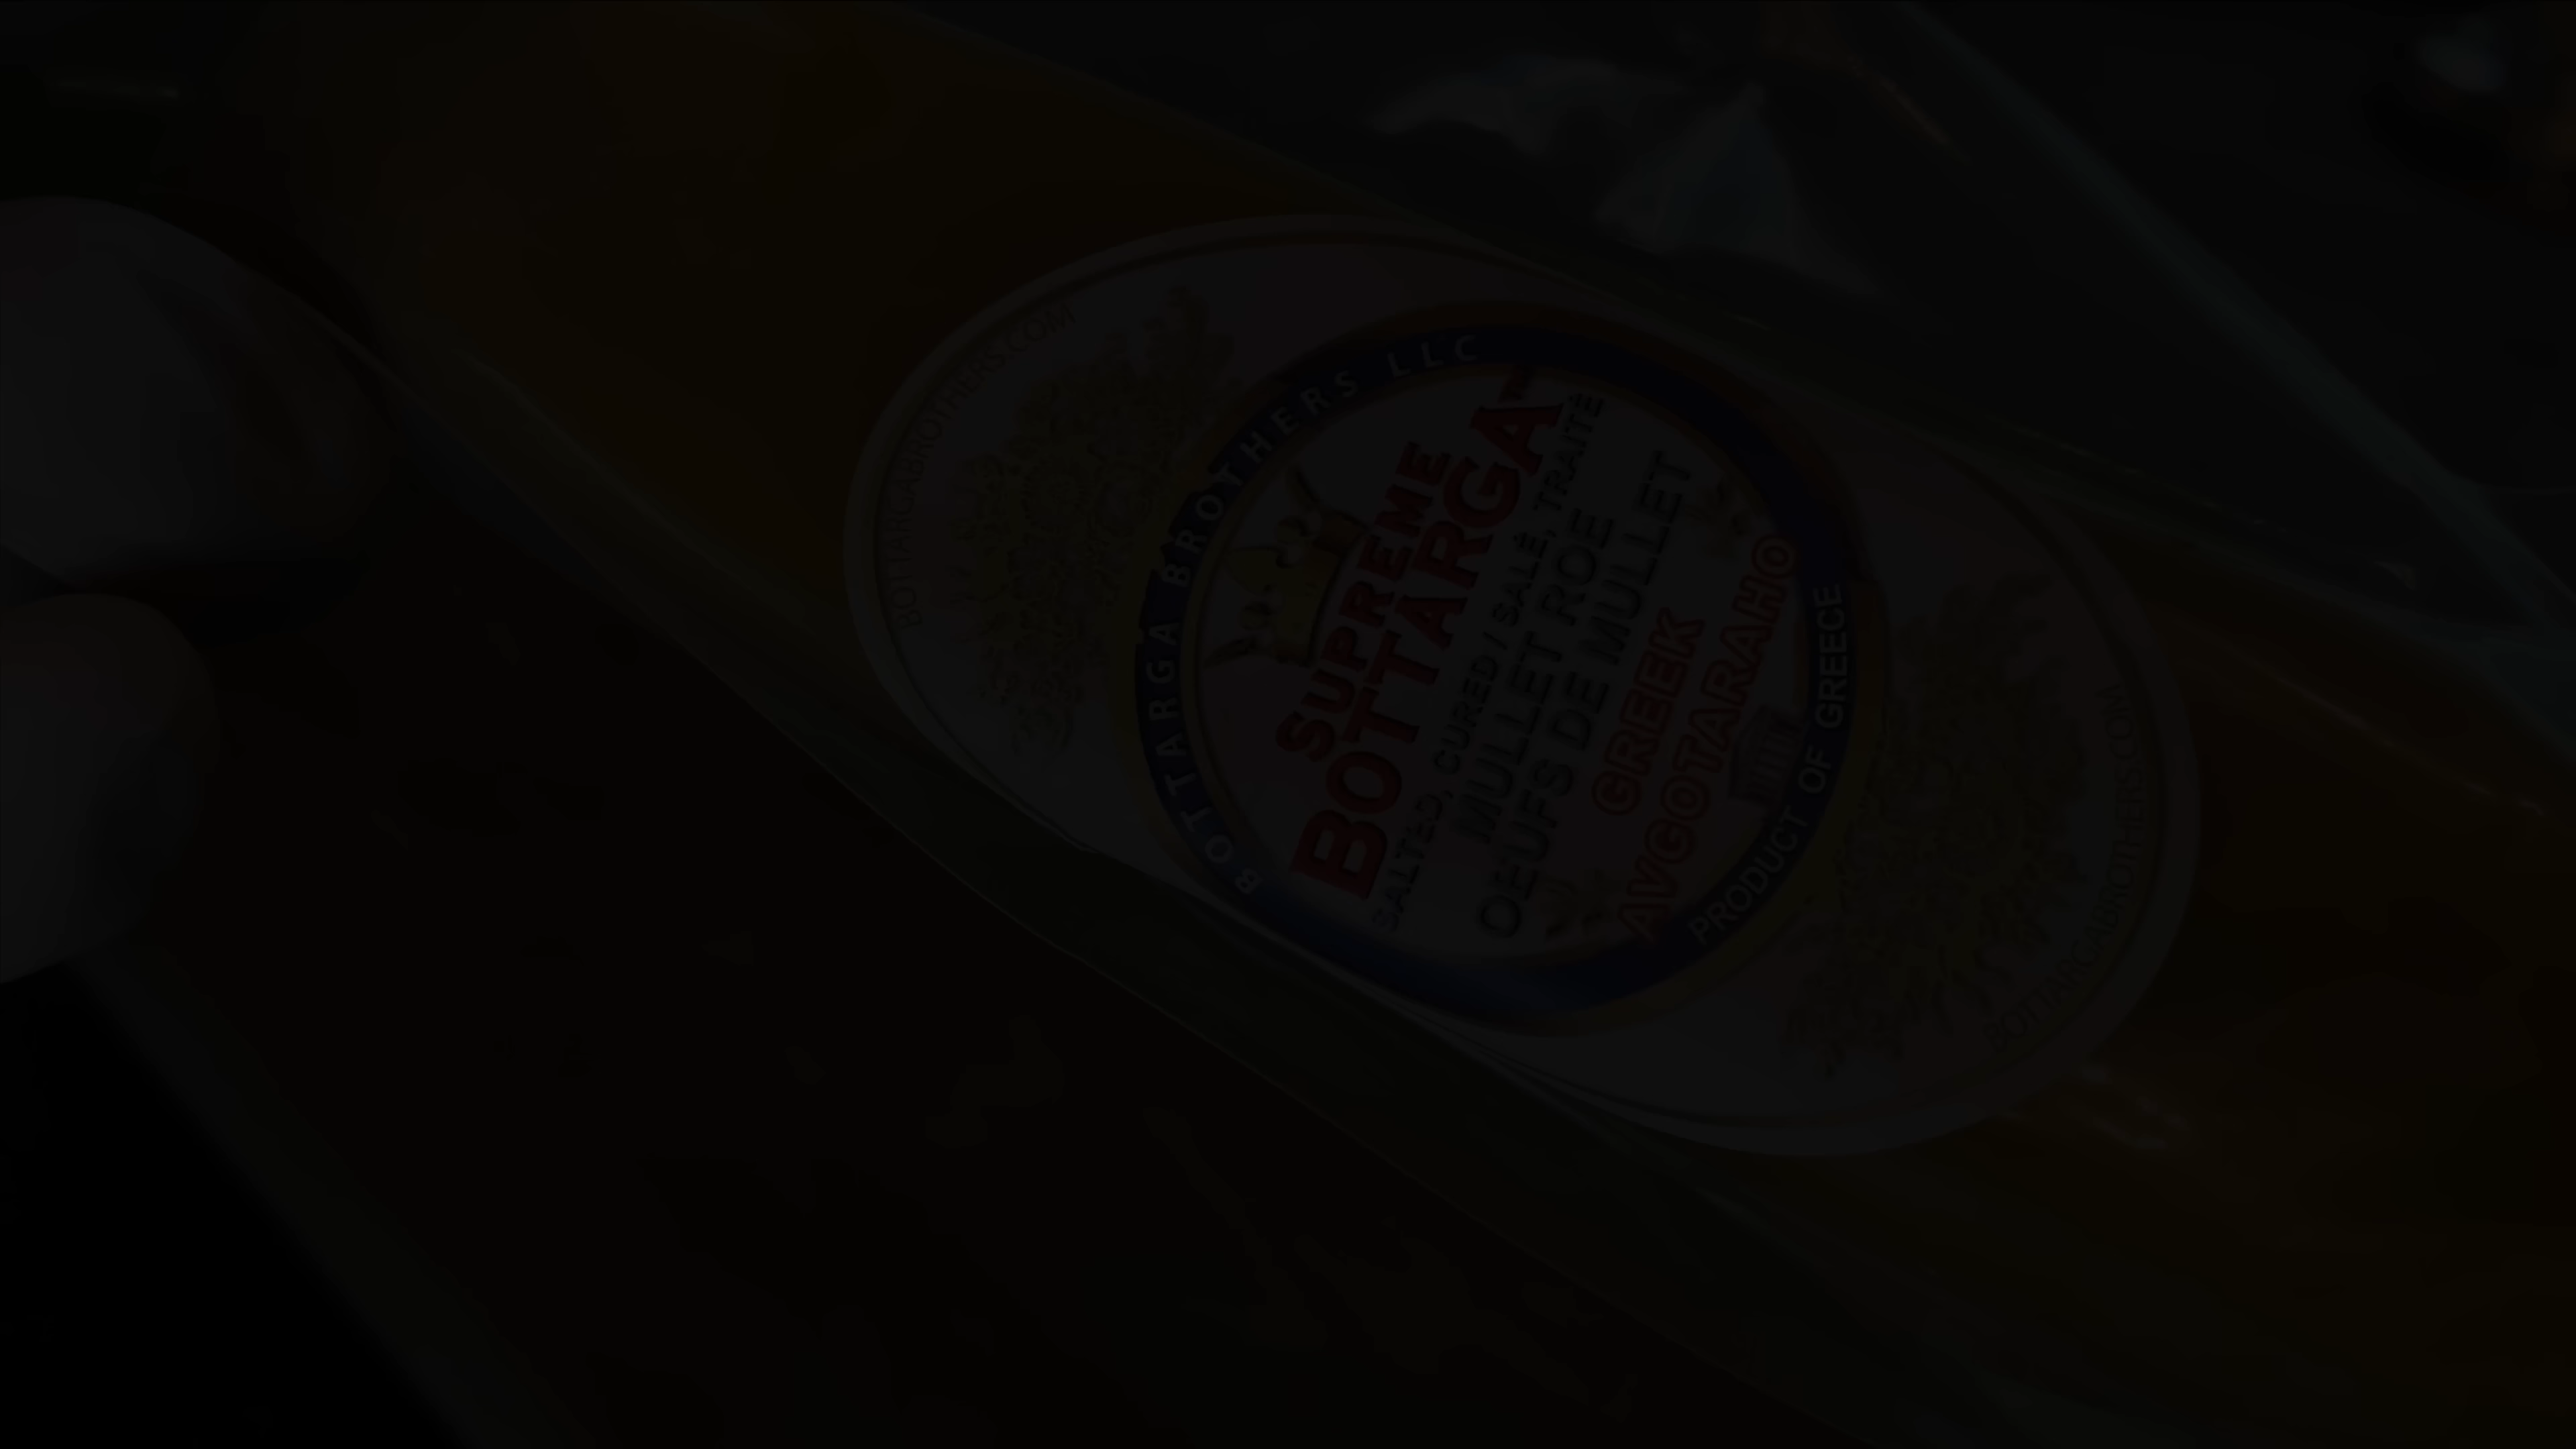 BOTTARGABROTHERS.COM
BOTTARGA BROTHERS LLC
SUPREME
BOTTARGA
SALTED, CURED / SALÉ, TRAITÉ
MULLET ROE
OEUFS DE MULLET
GREEK
AVGOTARAHO
PRODUCT OF GREECE
BOTTARGABROTHERS.COM